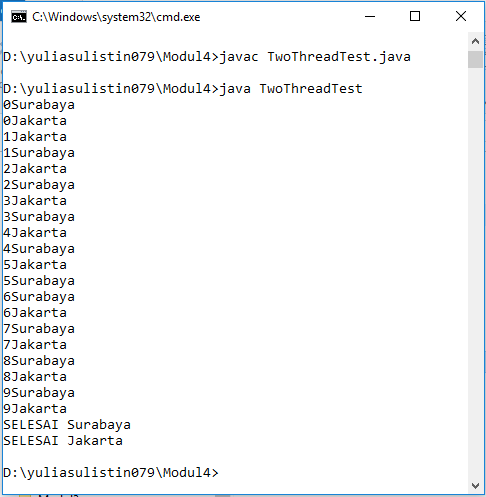 C:\Windows\system32\cmd.exe
D:\yuliasulistin079\Modul4>javac TwoThreadTest.java
D:\yuliasulistin079\Modul4>java TwoThreadTest
0Surabaya
0Jakarta
1Jakarta
1Surabaya
2Jakarta
2Surabaya
3Jakarta
3Surabaya
4Jakarta
4Surabaya
5Jakarta
5Surabaya
6Surabaya
6Jakarta
7Surabaya
7Jakarta
8Surabaya
8Jakarta
9Surabaya
9Jakarta
SELESAI Surabaya
SELESAI Jakarta
D:\yuliasulistin079\Modul4>